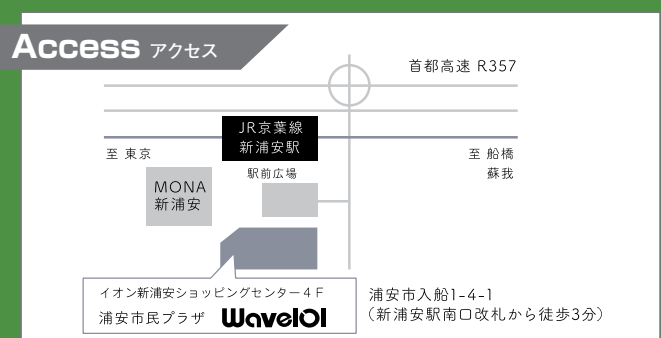 Access アクセス
首都高速 R357
JR京葉線
新浦安駅
至 東京
至 船橋
蘇我
駅前広場
MONA
新浦安
イオン新浦安ショッピングセンター4F
浦安市民プラザ Wave101
浦安市入船1-4-1
（新浦安駅南口改札から徒歩3分）